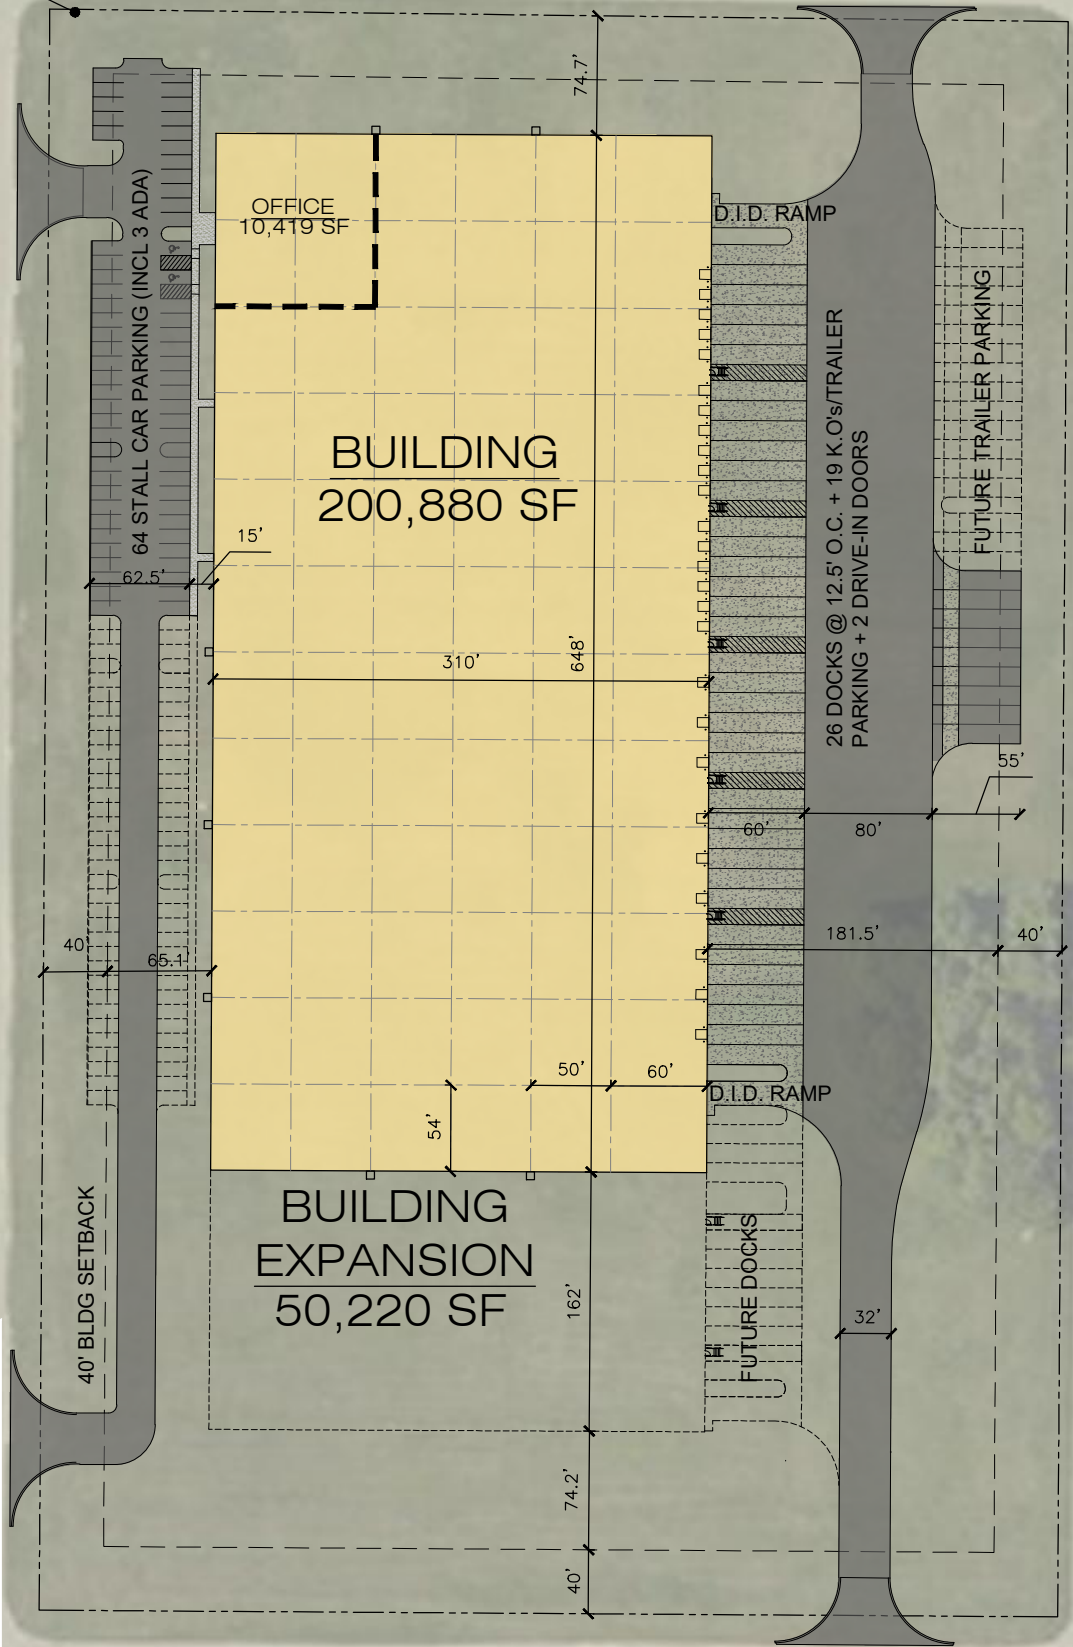 74.7'
D.I.D. RAMP
OFFICE
10,419 SF
64 STALL CAR PARKING (INCL 3 ADA)
FUTURE TRAILER PARKING
26 DOCKS @ 12.5' O.C. + 19 K.O's/TRAILER
PARKING + 2 DRIVE-IN DOORS
BUILDING
200,880 SF
15'
62.5'
310'
648'
55'
60'
80'
181.5'
40'
40'
65.1'
50'
60'
54'
D.I.D. RAMP
BUILDING
EXPANSION
50,220 SF
40' BLDG SETBACK
162'
FUTURE DOCKS
32'
74.2'
40'